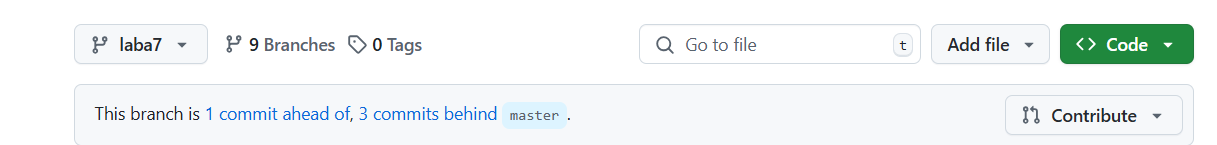 laba7 9 Branches 0 Tags Go to file t Add file Code
This branch is 1 commit ahead of, 3 commits behind master. Contribute